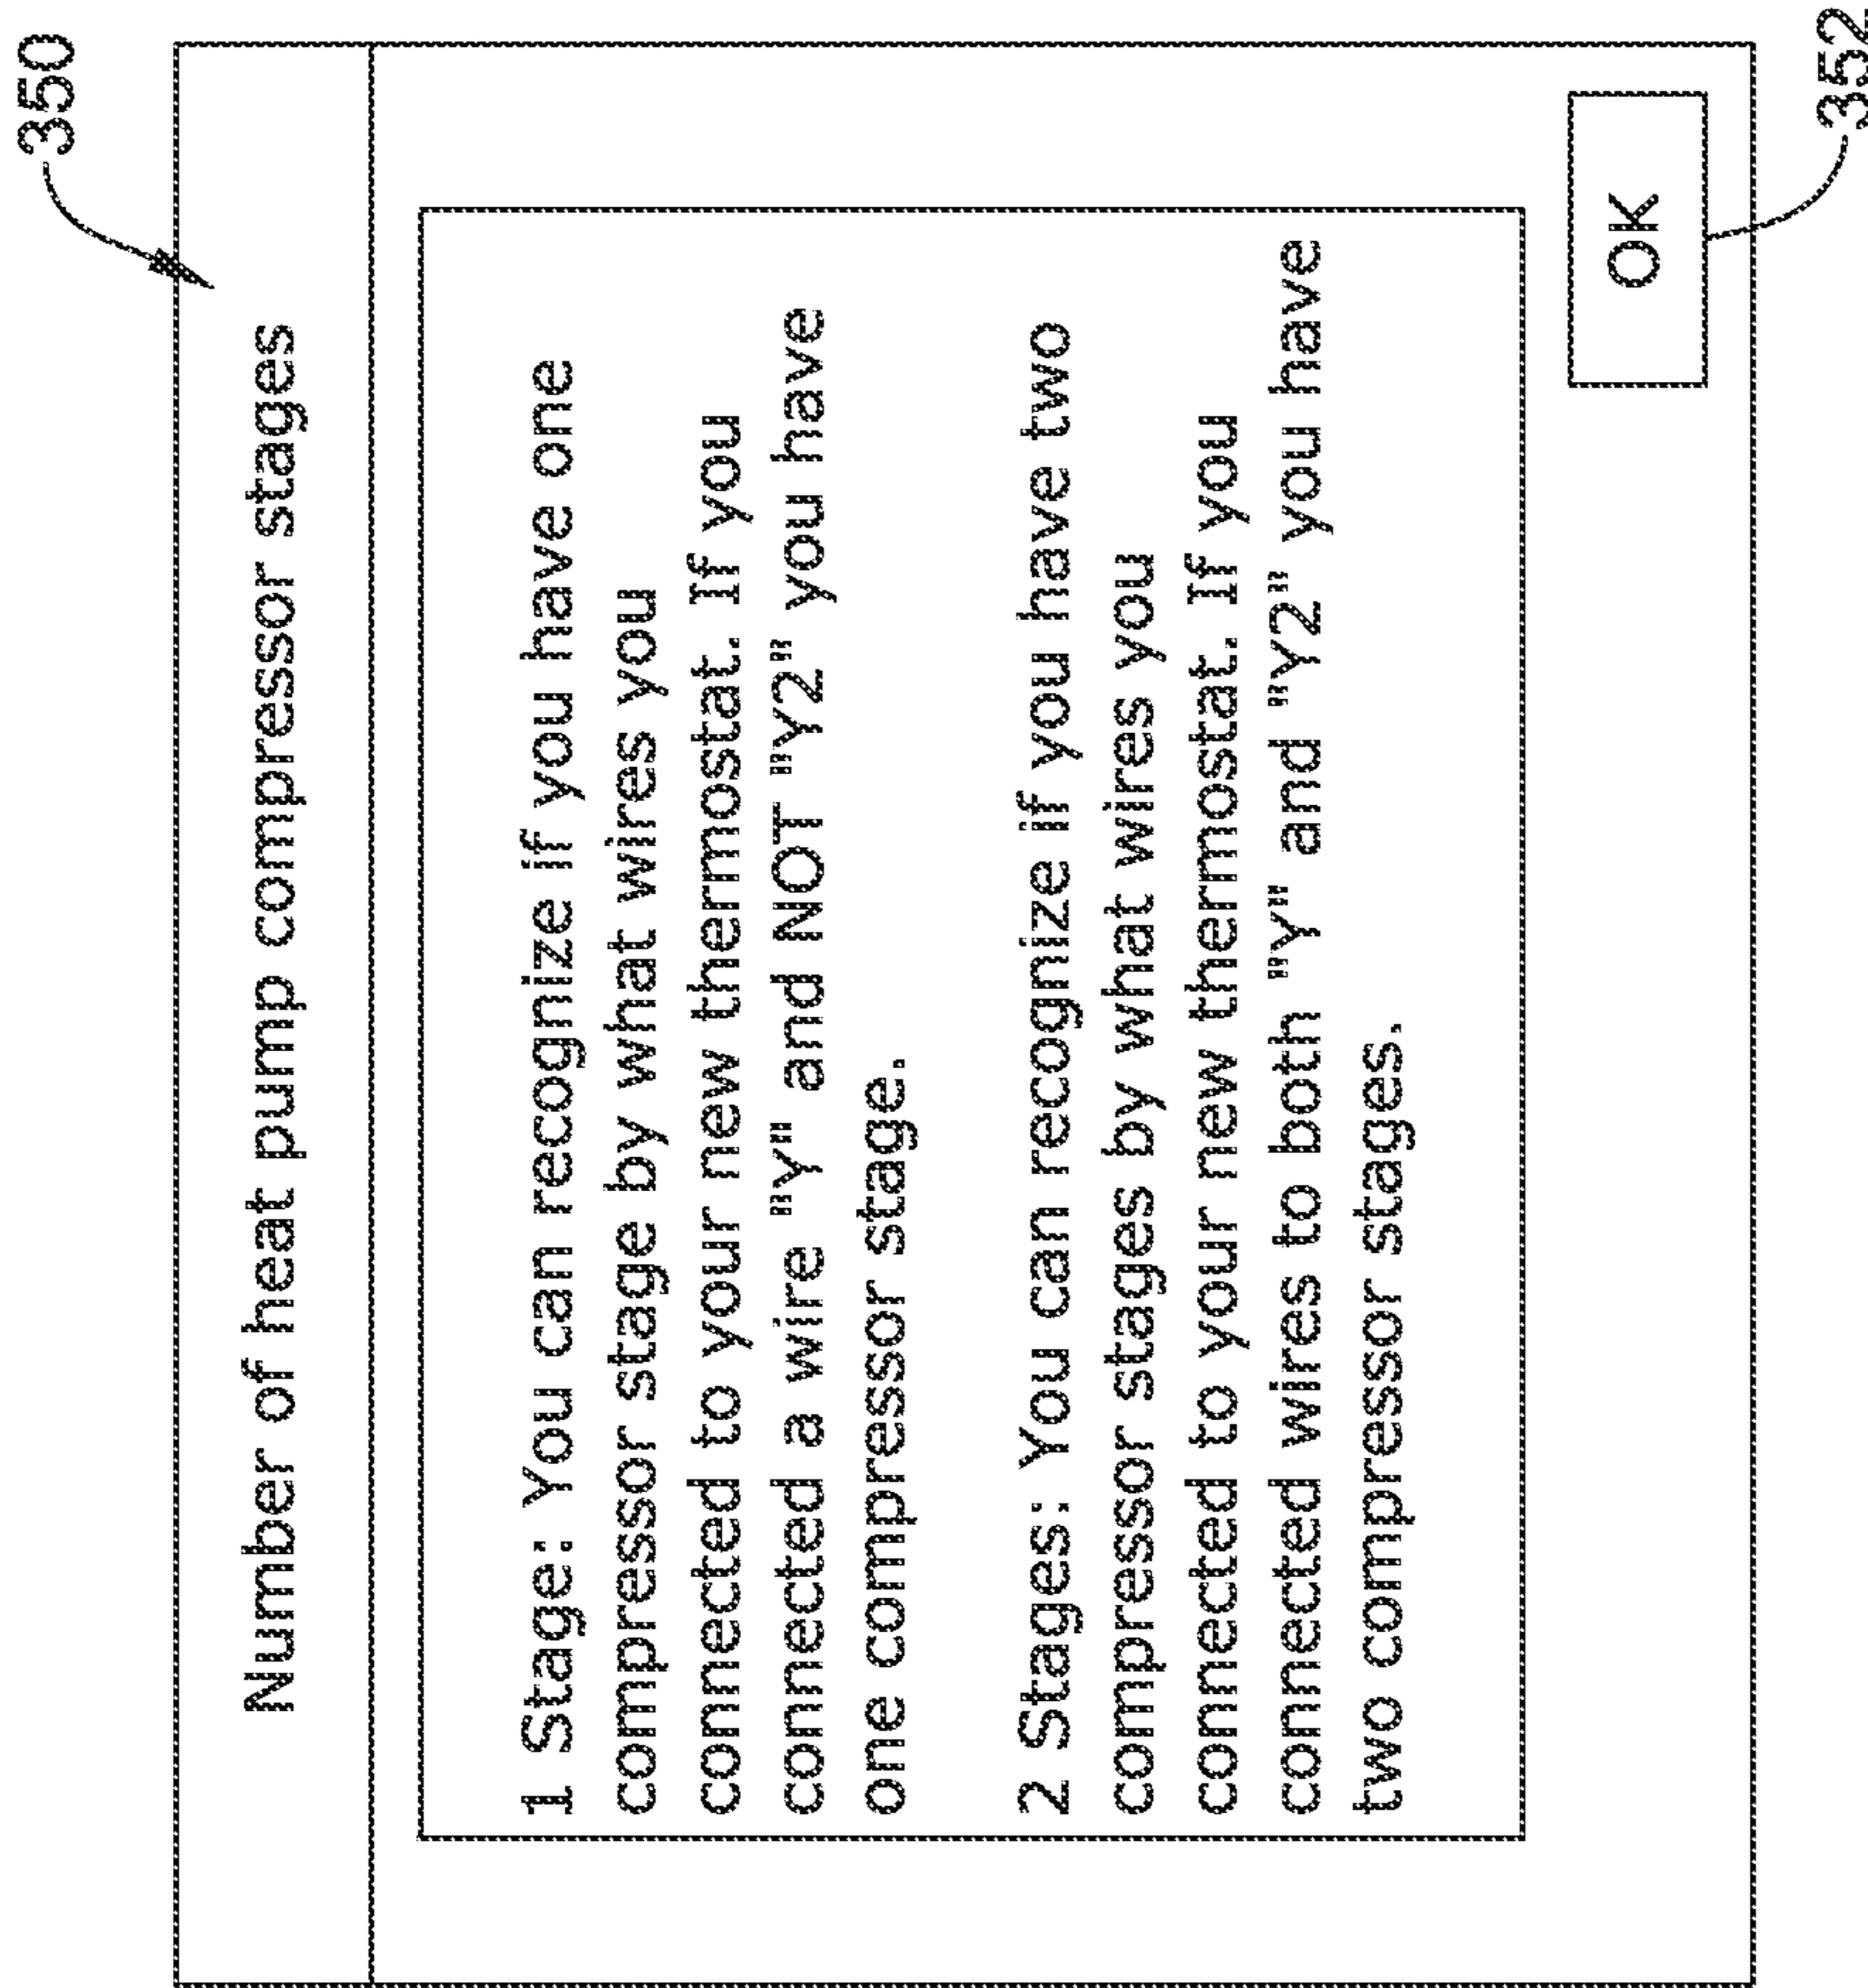 350
Number of heat pump compressor stages
1 Stage: You can recognize if you have one
compressor stage by what wires you
connected to your new thermostat. If you
connected a wire "Y" and NOT "Y2" you have
one compressor stage.
2 Stages: You can recognize if you have two
compressor stages by what wires you
connected to your new thermostat. If you
connected wires to both "Y" and "Y2" you have
two compressor stages.
OK
352